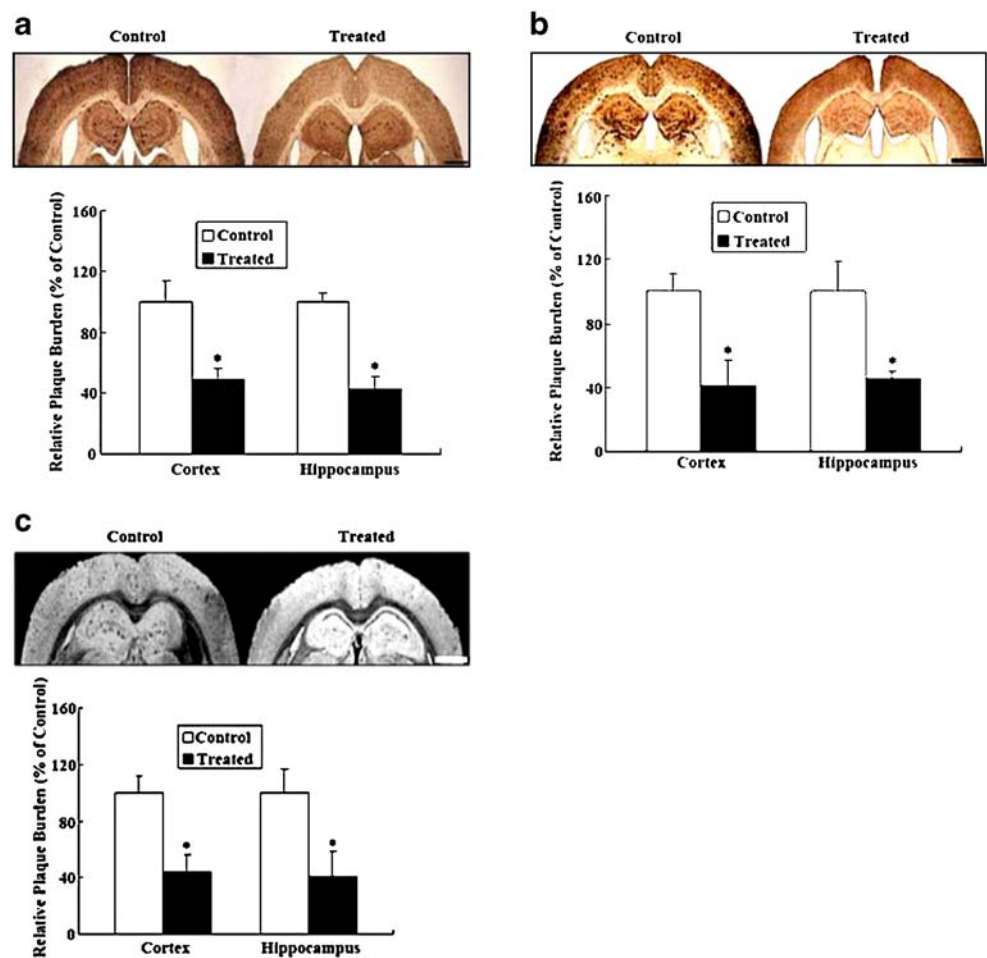 a
Control Treated
Relative Plaque Burden (% of Control)
160
120
80
40
0
Control
Treated
*
*
Cortex Hippocampus
b
Control Treated
Relative Plaque Burden (% of Control)
160
120
80
40
0
Control
Treated
*
*
Cortex Hippocampus
c
Control Treated
Relative Plaque Burden (% of Control)
160
120
80
40
0
Control
Treated
*
*
Cortex Hippocampus